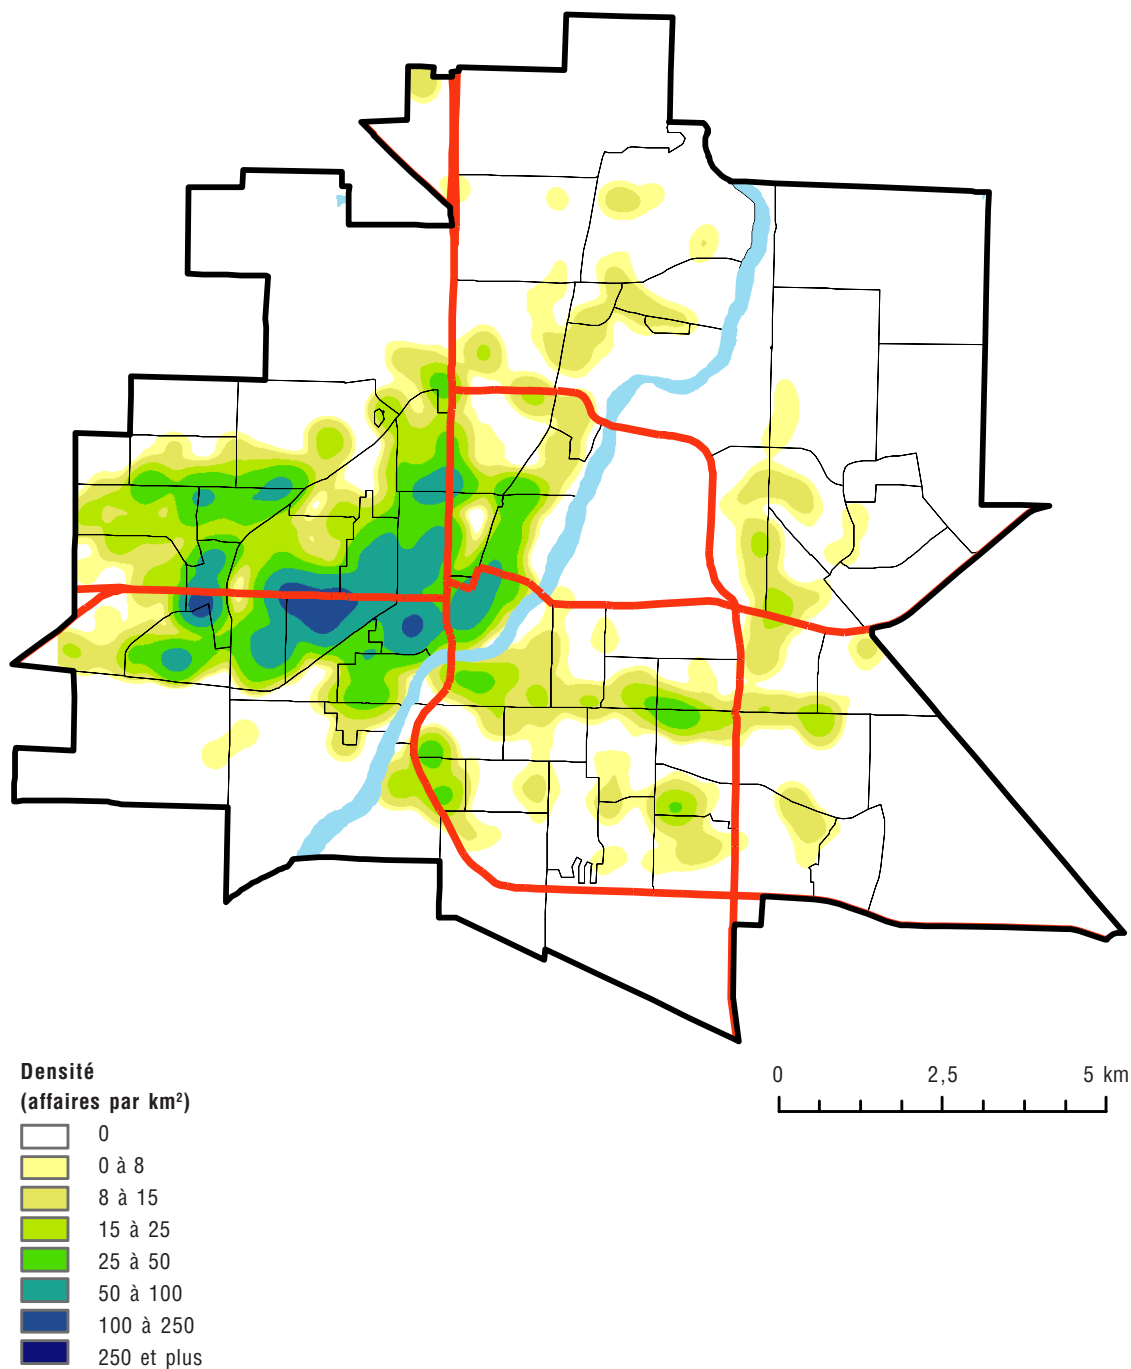 Densité
(affaires par km²)
0
0 à 8
8 à 15
15 à 25
25 à 50
50 à 100
100 à 250
250 et plus
0 2,5 5 km